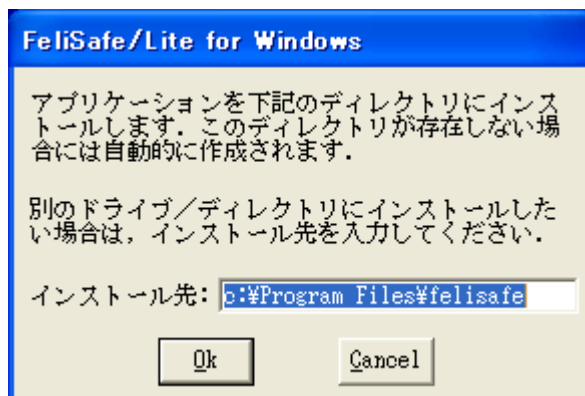 FeliSafe/Lite for Windows
アプリケーションを下記のディレクトリにインス
トールします．このディレクトリが存在しない場
合には自動的に作成されます．
別のドライブ／ディレクトリにインストールした
い場合は，インストール先を入力してください．
インストール先: c:¥Program Files¥felisafe
Ok Cancel